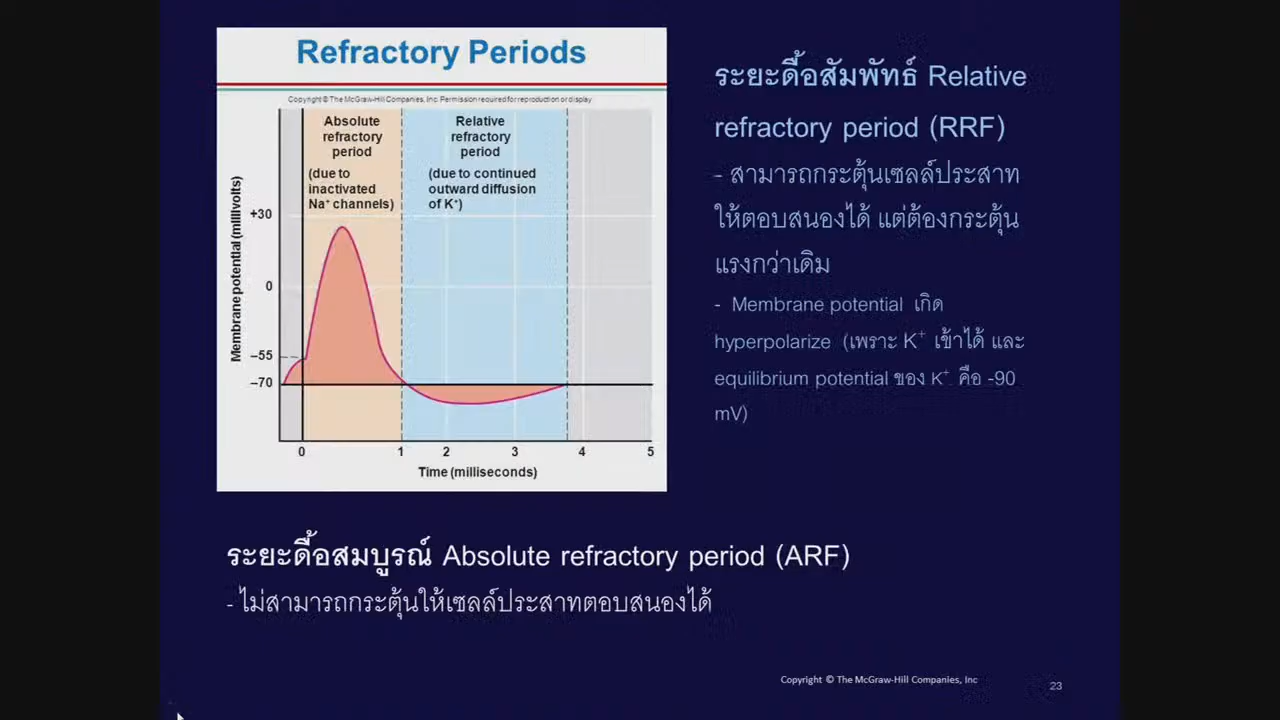 Refractory Periods
Copyright © The McGraw-Hill Companies, Inc. Permission required for reproduction or display
Absolute
refractory
period
(due to
inactivated
Na⁺ channels)
Relative
refractory
period
(due to continued
outward diffusion
of K⁺)
Membrane potential (millivolts)
+30
0
–55
–70
0 1 2 3 4 5
Time (milliseconds)
ระยะดื้อสัมพัทธ์ Relative
refractory period (RRF)
- สามารถกระตุ้นเซลล์ประสาท
ให้ตอบสนองได้ แต่ต้องกระตุ้น
แรงกว่าเดิม
- Membrane potential เกิด
hyperpolarize (เพราะ K⁺ เข้าได้ และ
equilibrium potential ของ K⁺ คือ -90
mV)
ระยะดื้อสมบูรณ์ Absolute refractory period (ARF)
- ไม่สามารถกระตุ้นให้เซลล์ประสาทตอบสนองได้
Copyright © The McGraw-Hill Companies, Inc
23